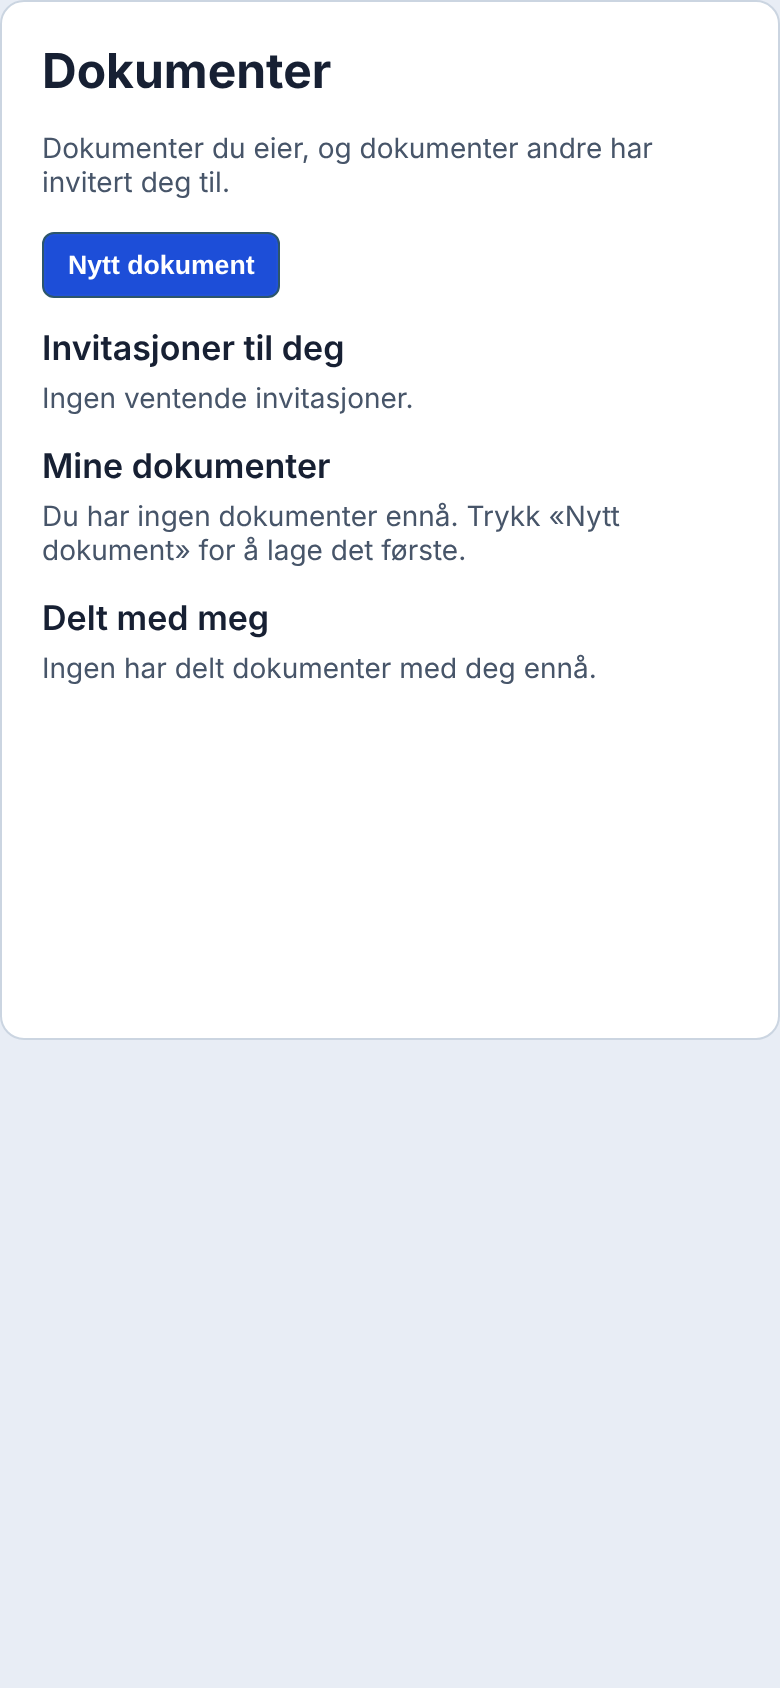 Dokumenter
Dokumenter du eier, og dokumenter andre har
invitert deg til.
Nytt dokument
Invitasjoner til deg
Ingen ventende invitasjoner.
Mine dokumenter
Du har ingen dokumenter ennå. Trykk «Nytt
dokument» for å lage det første.
Delt med meg
Ingen har delt dokumenter med deg ennå.